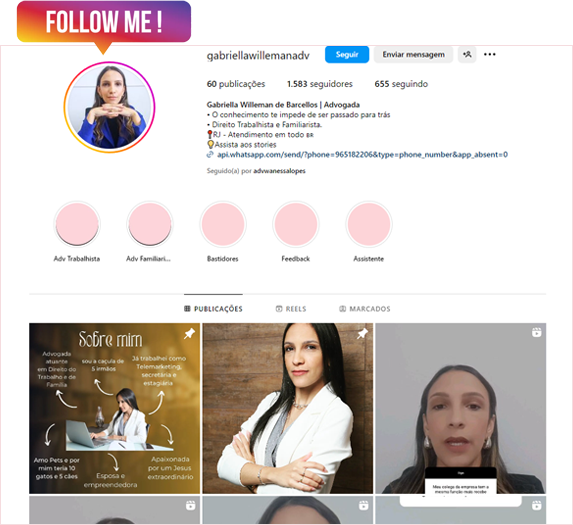 FOLLOW ME !
gabriellawillemanadv
Seguir
Enviar mensagem
60 publicações
1.583 seguidores
655 seguindo
Gabriella Willeman de Barcellos | Advogada
• O conhecimento te impede de ser passado para trás
• Direito Trabalhista e Familiarista.
📍RJ - Atendimento em todo BR
💡Assista aos stories
api.whatsapp.com/send/?phone=965182206&type=phone_number&app_absent=0
Seguido(a) por advwanessalopes
Adv Trabalhista
Adv Familiari...
Bastidores
Feedback
Assistente
PUBLICAÇÕES
REELS
MARCADOS
Sobre mim
Advogada
atuante
em Direito do
Trabalho e de
Família
sou a caçula de
5 irmãos
Já trabalhei como
Telemarketing,
secretária e
estagiária
Amo Pets e por
mim teria 10
gatos e 5 cães
Esposa e
empreendedora
Apaixonada
por um Jesus
extraordinário
Meu colega da empresa tem a
mesma função mais recebe